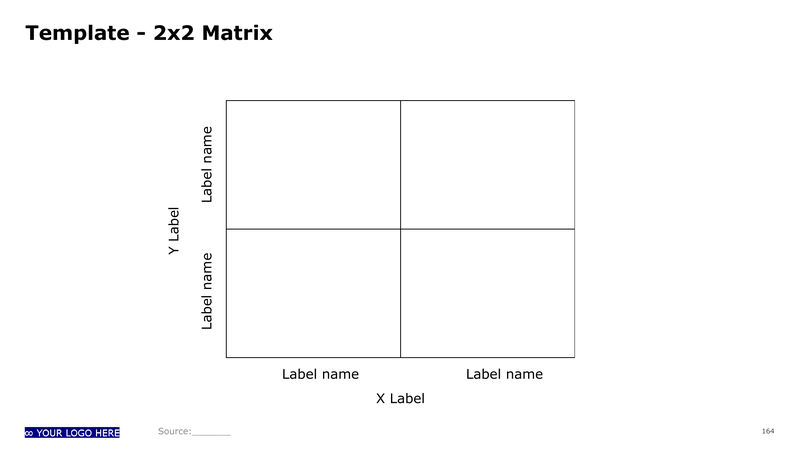 Template - 2x2 Matrix
Label name
Y Label
Label name
Label name
Label name
X Label
∞ YOUR LOGO HERE
Source:_______
164